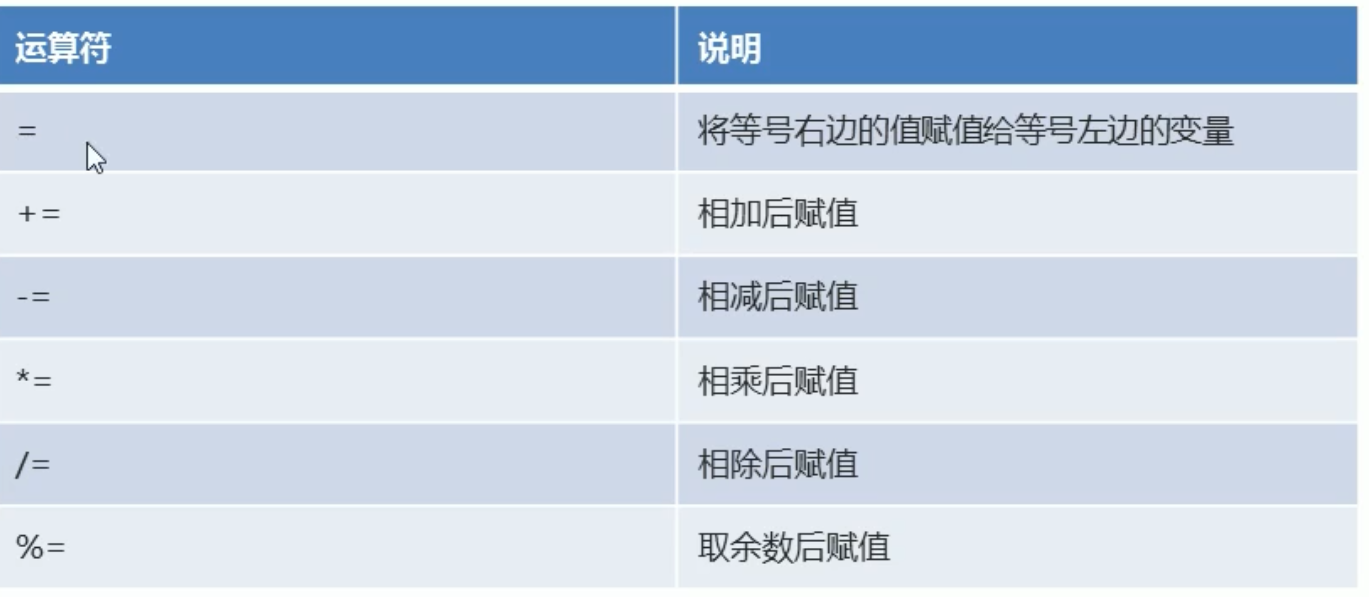 运算符 说明
= 将等号右边的值赋值给等号左边的变量
+= 相加后赋值
-= 相减后赋值
*= 相乘后赋值
/= 相除后赋值
%= 取余数后赋值